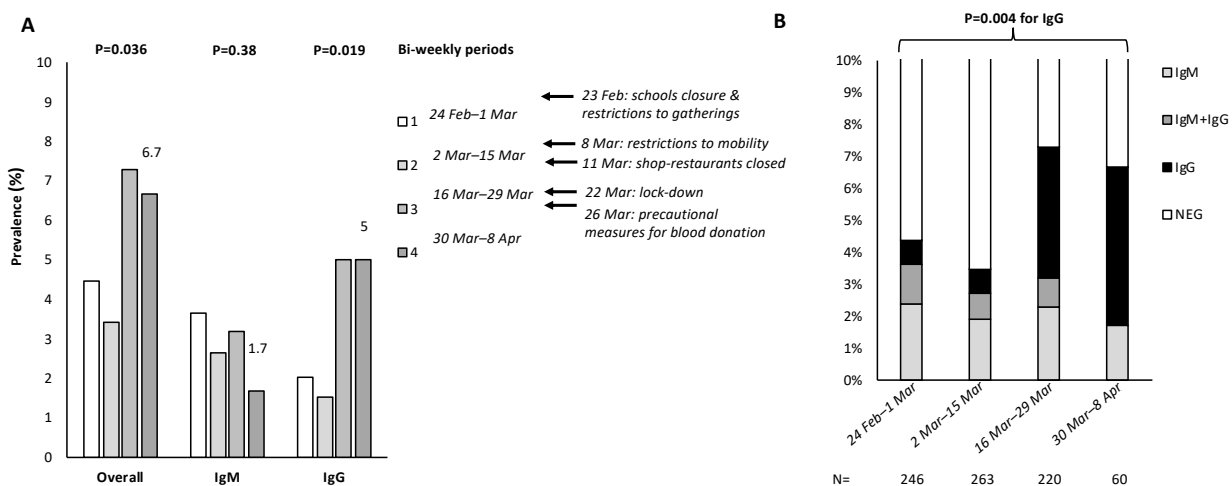 A
P=0.036 P=0.38 P=0.019 Bi-weekly periods
10
9
8
7
6
5
4
3
2
1
0
Prevalence (%)
6.7
1.7
5
Overall IgM IgG
1 24 Feb–1 Mar
2 2 Mar–15 Mar
3 16 Mar–29 Mar
4 30 Mar–8 Apr
23 Feb: schools closure &
restrictions to gatherings
8 Mar: restrictions to mobility
11 Mar: shop-restaurants closed
22 Mar: lock-down
26 Mar: precautional
measures for blood donation
B
P=0.004 for IgG
10%
9%
8%
7%
6%
5%
4%
3%
2%
1%
0%
24 Feb–1 Mar
2 Mar–15 Mar
16 Mar–29 Mar
30 Mar–8 Apr
N= 246 263 220 60
IgM
IgM+IgG
IgG
NEG